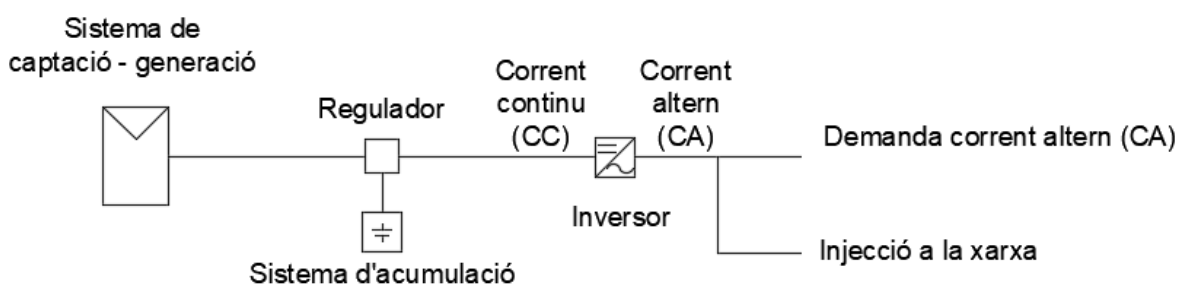 Sistema de
captació - generació
Regulador
Sistema d'acumulació
Corrent
continu
(CC)
Inversor
Corrent
altern
(CA)
Demanda corrent altern (CA)
Injecció a la xarxa